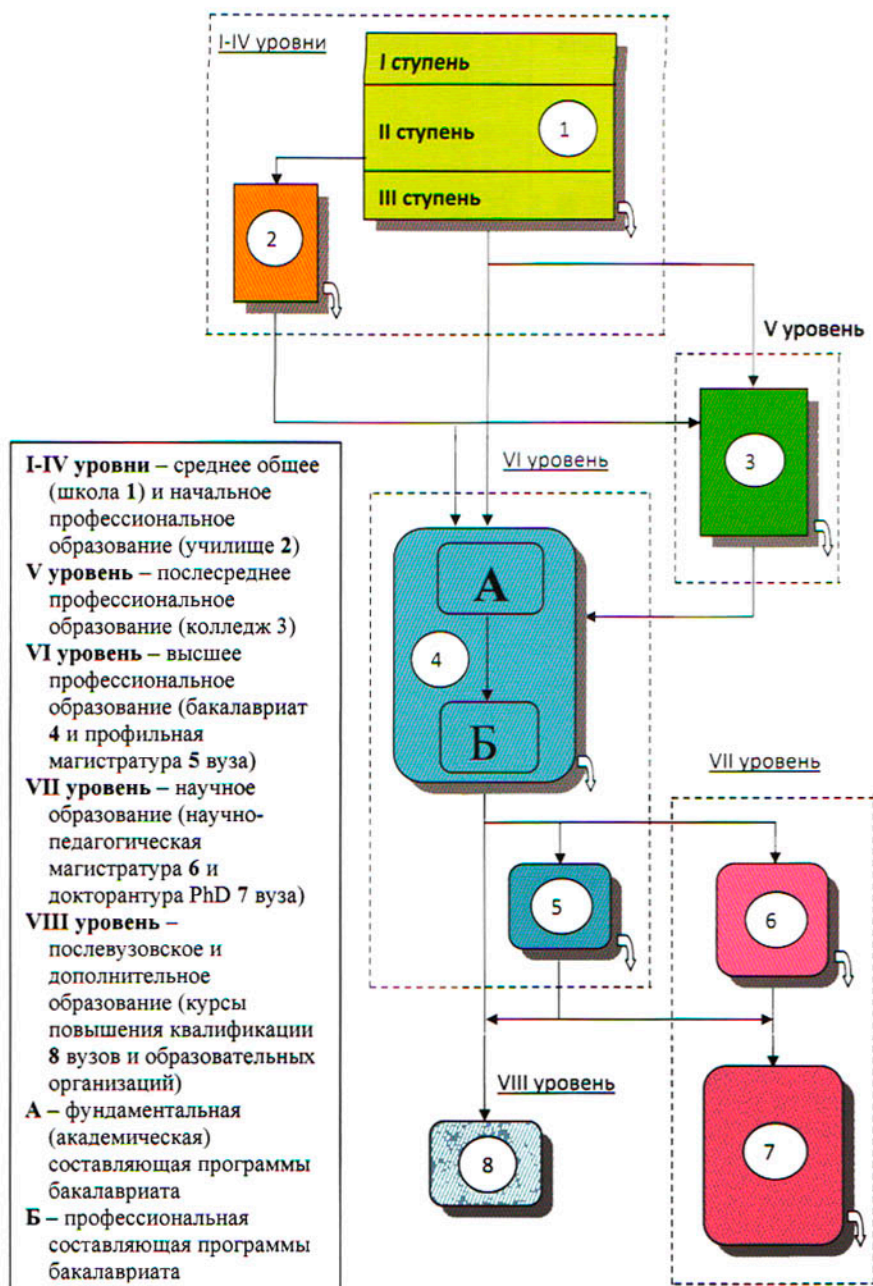 I-IV уровни
I ступень
II ступень
1
III ступень
2
V уровень
3
VI уровень
А
4
Б
VII уровень
5
6
VIII уровень
8
7
I-IV уровни – среднее общее
(школа 1) и начальное
профессиональное
образование (училище 2)
V уровень – послесреднее
профессиональное
образование (колледж 3)
VI уровень – высшее
профессиональное
образование (бакалавриат
4 и профильная
магистратура 5 вуза)
VII уровень – научное
образование (научно-
педагогическая
магистратура 6 и
докторантура PhD 7 вуза)
VIII уровень –
послевузовское и
дополнительное
образование (курсы
повышения квалификации
8 вузов и образовательных
организаций)
А – фундаментальная
(академическая)
составляющая программы
бакалавриата
Б – профессиональная
составляющая программы
бакалавриата